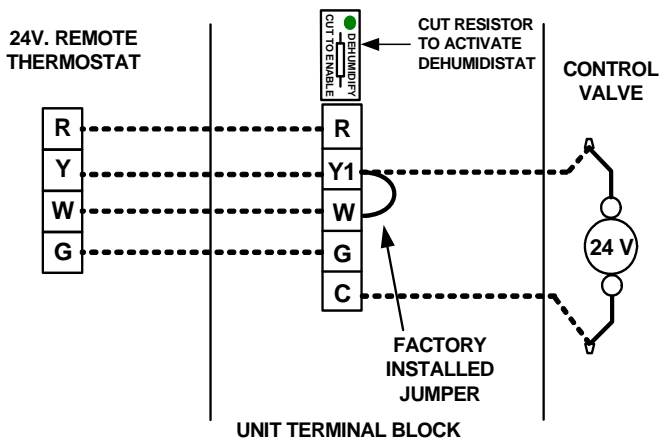 24V. REMOTE
THERMOSTAT
DEHUMIDIFY
CUT TO ENABLE
CUT RESISTOR
TO ACTIVATE
DEHUMIDISTAT
CONTROL
VALVE
R
Y
W
G
R
Y1
W
G
C
24 V
FACTORY
INSTALLED
JUMPER
UNIT TERMINAL BLOCK